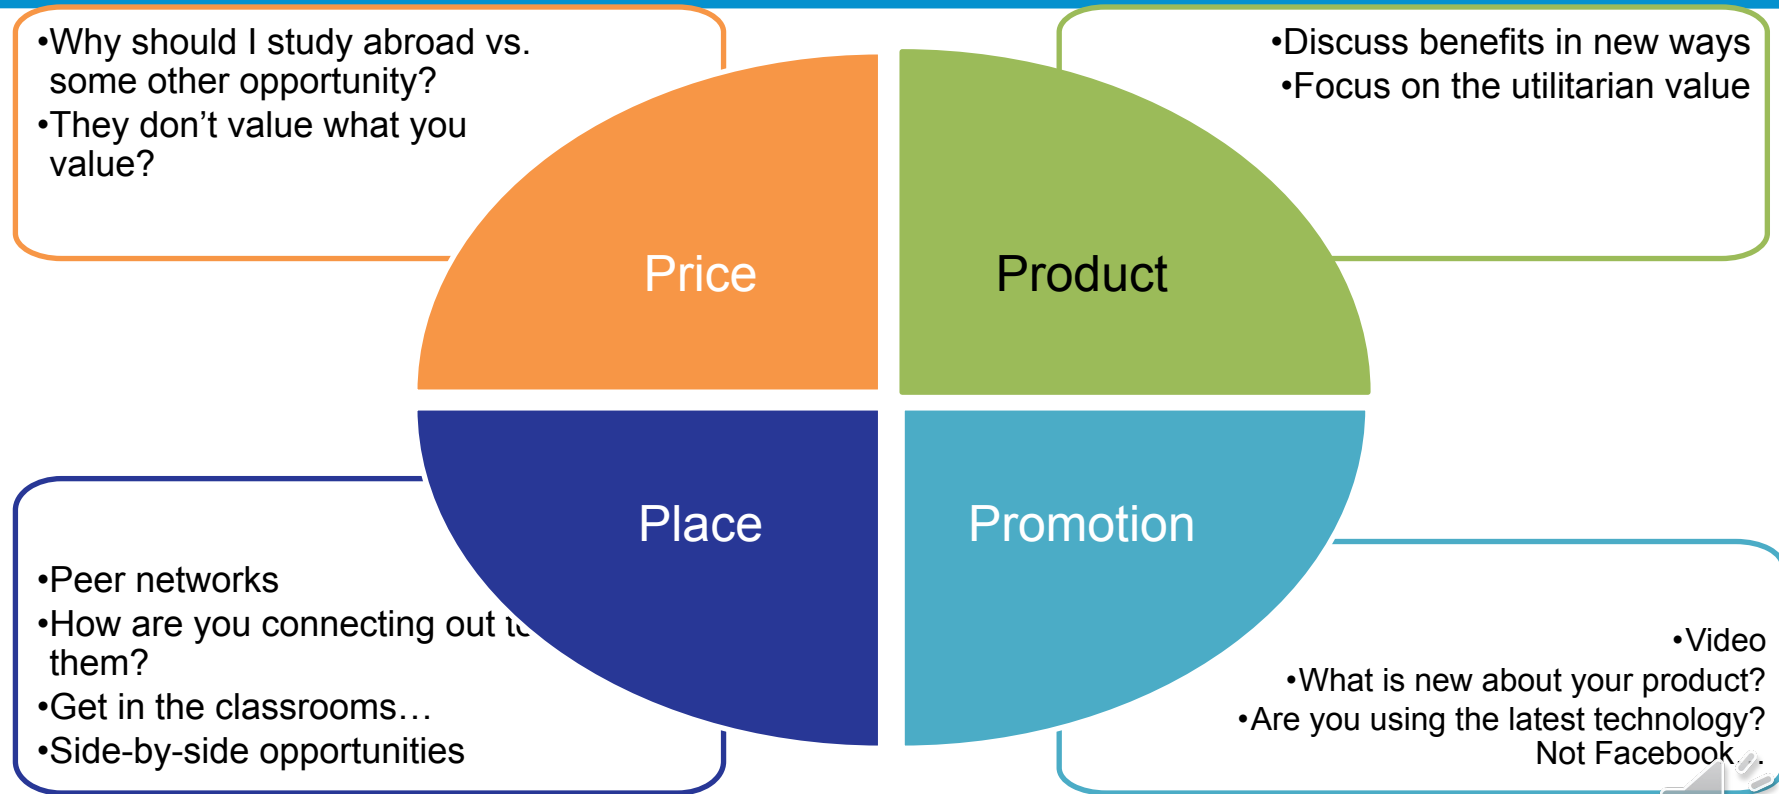 •Why should I study abroad vs.
some other opportunity?
•They don’t value what you
value?
•Discuss benefits in new ways
•Focus on the utilitarian value
Price
Product
Place
Promotion
•Peer networks
•How are you connecting out to
them?
•Get in the classrooms…
•Side-by-side opportunities
•Video
•What is new about your product?
•Are you using the latest technology?
Not Facebook…